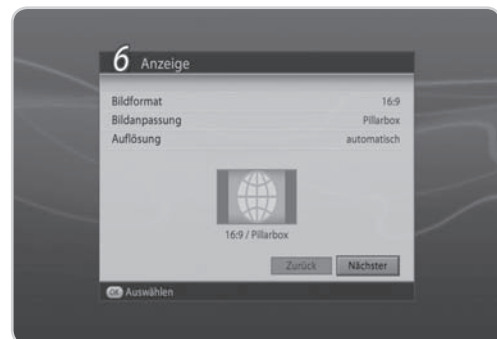 6 Anzeige
Bildformat 16:9
Bildanpassung Pillarbox
Auflösung automatisch
16:9 / Pillarbox
Zurück Nächster
OK Auswählen